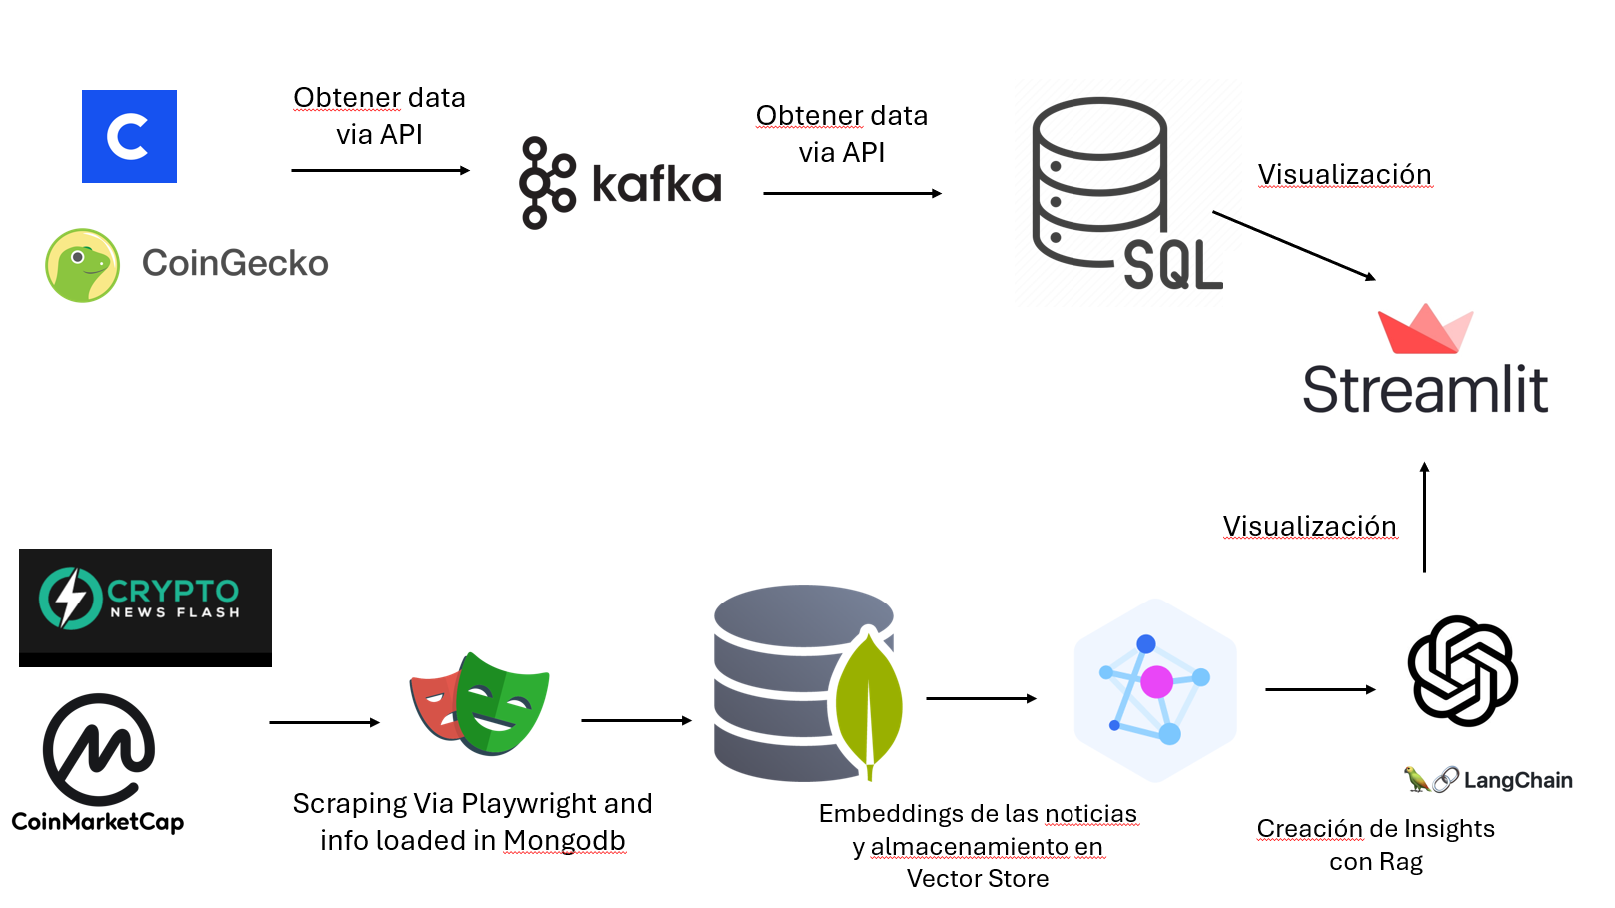 Obtener data
via API
kafka
Obtener data
via API
SQL
Visualización
CoinGecko
Streamlit
Visualización
CRYPTO
NEWS FLASH
CoinMarketCap
Scraping Via Playwright and
info loaded in Mongodb
Embeddings de las noticias
y almacenamiento en
Vector Store
LangChain
Creación de Insights
con Rag